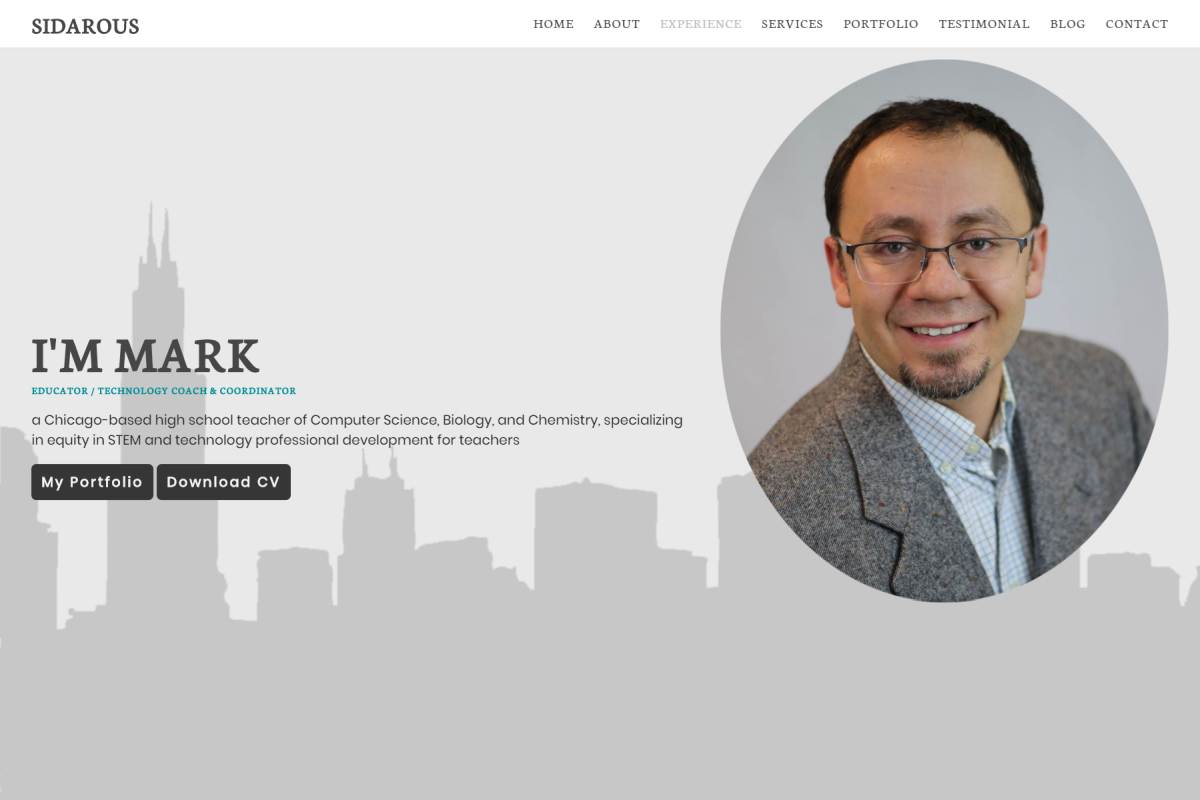 SIDAROUS
HOME ABOUT EXPERIENCE SERVICES PORTFOLIO TESTIMONIAL BLOG CONTACT
I'M MARK
EDUCATOR / TECHNOLOGY COACH & COORDINATOR
a Chicago-based high school teacher of Computer Science, Biology, and Chemistry, specializing
in equity in STEM and technology professional development for teachers
My Portfolio Download CV